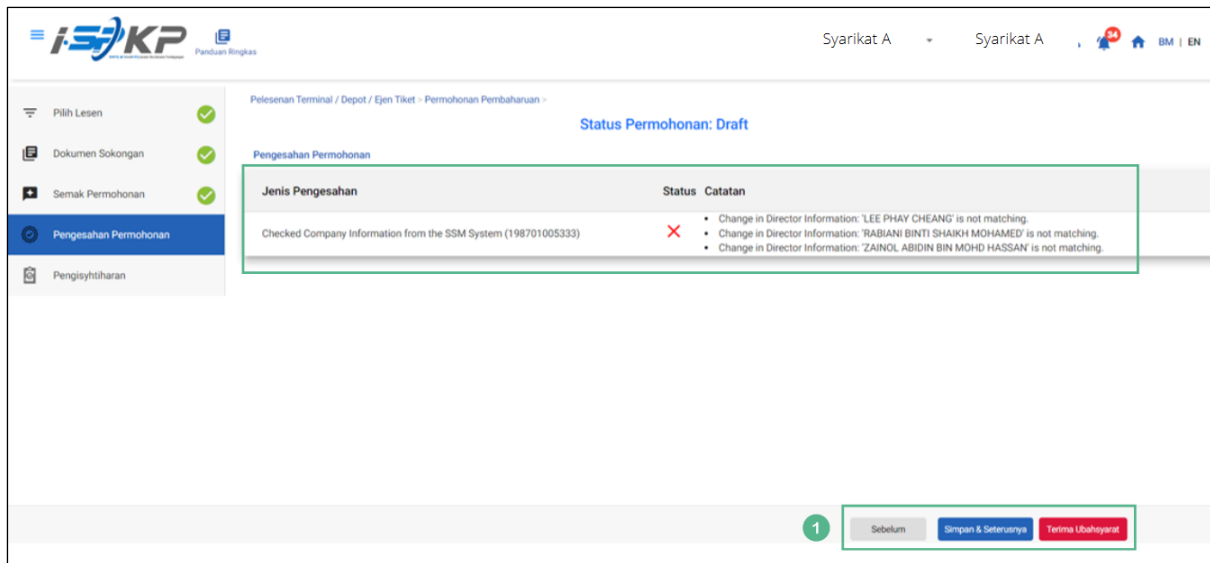 i-SPKP
Panduan Ringkas
Syarikat A
Syarikat A
34
BM | EN
Pilih Lesen
Dokumen Sokongan
Semak Permohonan
Pengesahan Permohonan
Pengisyhtiharan
Pelesenan Terminal / Depot / Ejen Tiket > Permohonan Pembaharuan >
Status Permohonan: Draft
Pengesahan Permohonan
Jenis Pengesahan Status Catatan
Checked Company Information from the SSM System (198701005333)
• Change in Director Information: 'LEE PHAY CHEANG' is not matching.
• Change in Director Information: 'RABIANI BINTI SHAIKH MOHAMED' is not matching.
• Change in Director Information: 'ZAINOL ABIDIN BIN MOHD HASSAN' is not matching.
1
Sebelum Simpan & Seterusnya Terima Ubahsyarat